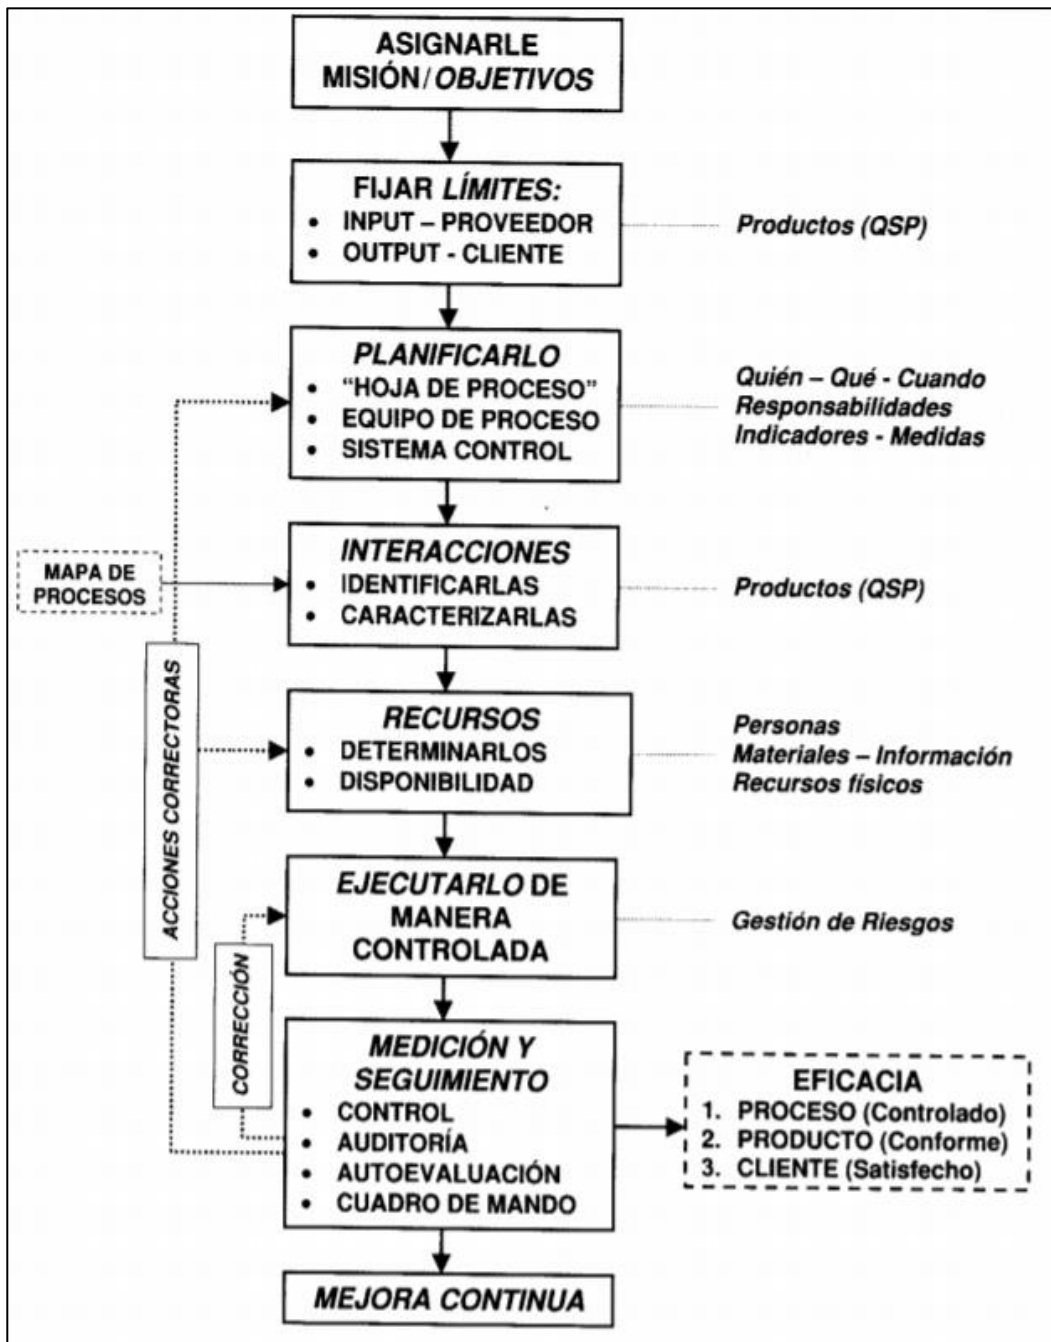 ASIGNARLE
MISIÓN/OBJETIVOS
FIJAR LÍMITES:
• INPUT – PROVEEDOR
• OUTPUT - CLIENTE
Productos (QSP)
PLANIFICARLO
• “HOJA DE PROCESO”
• EQUIPO DE PROCESO
• SISTEMA CONTROL
Quién – Qué - Cuando
Responsabilidades
Indicadores - Medidas
MAPA DE
PROCESOS
INTERACCIONES
• IDENTIFICARLAS
• CARACTERIZARLAS
Productos (QSP)
ACCIONES CORRECTORAS
RECURSOS
• DETERMINARLOS
• DISPONIBILIDAD
Personas
Materiales – Información
Recursos físicos
EJECUTARLO DE
MANERA
CONTROLADA
Gestión de Riesgos
CORRECCIÓN
MEDICIÓN Y
SEGUIMIENTO
• CONTROL
• AUDITORÍA
• AUTOEVALUACIÓN
• CUADRO DE MANDO
EFICACIA
1. PROCESO (Controlado)
2. PRODUCTO (Conforme)
3. CLIENTE (Satisfecho)
MEJORA CONTINUA